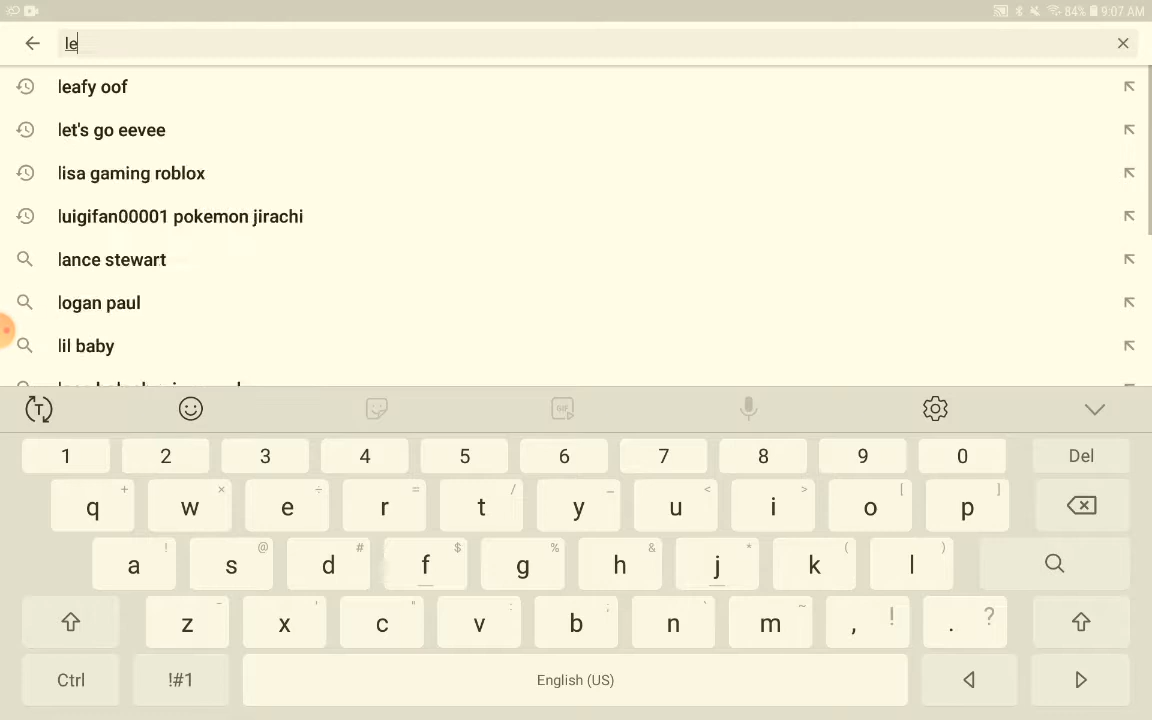 84% 9:07 AM
le
leafy oof
let's go eevee
lisa gaming roblox
luigifan00001 pokemon jirachi
lance stewart
logan paul
lil baby
T GIF
1 2 3 4 5 6 7 8 9 0 Del
q + w × e ÷ r = t / y _ u < i > o [ p ]
a ! s @ d # f $ g % h & j * k ( l )
z - x ' c " v : b ; n ` m ~ , ! . ?
Ctrl !#1 English (US)